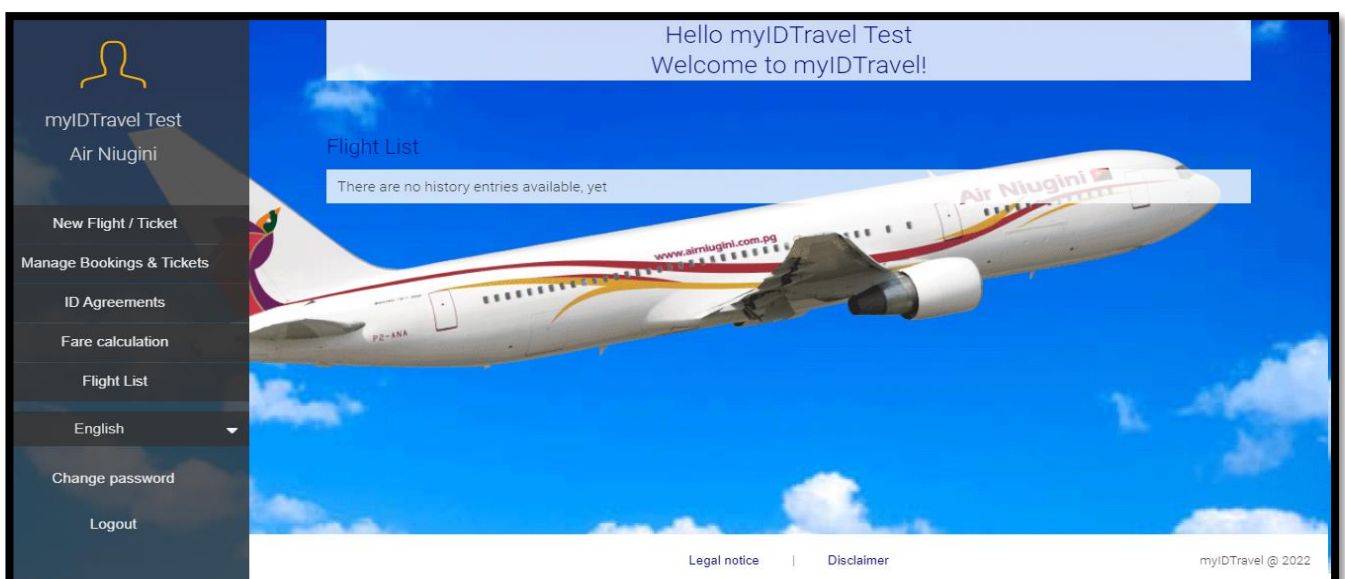 myIDTravel Test
Air Niugini
New Flight / Ticket
Manage Bookings & Tickets
ID Agreements
Fare calculation
Flight List
English
Change password
Logout
Hello myIDTravel Test
Welcome to myIDTravel!
Flight List
There are no history entries available, yet
Air Niugini
www.airniugini.com.pg
P2-ANA
Legal notice | Disclaimer
myIDTravel @ 2022